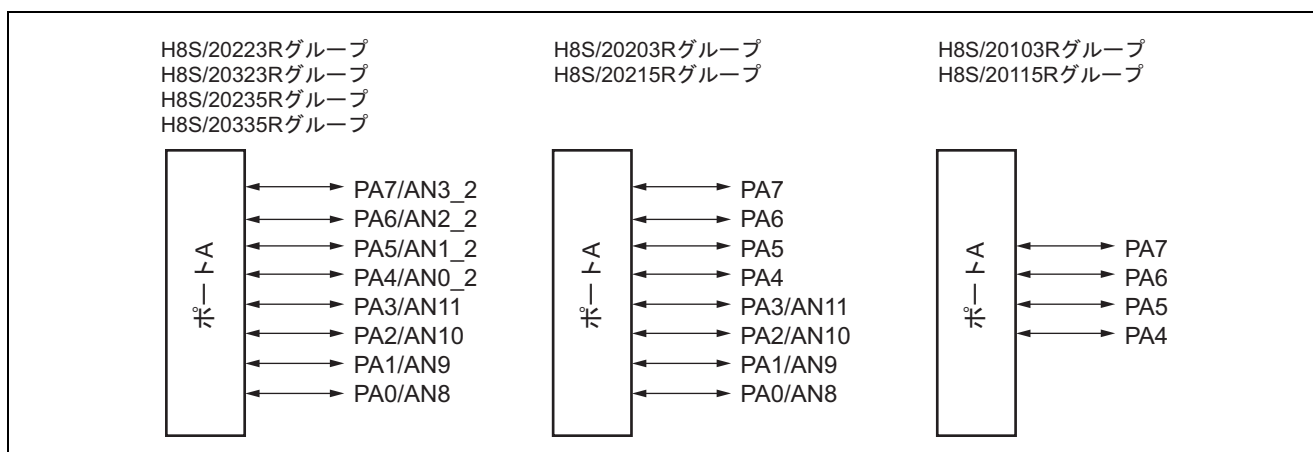 H8S/20223Rグループ
H8S/20323Rグループ
H8S/20235Rグループ
H8S/20335Rグループ
ポートA
PA7/AN3_2
PA6/AN2_2
PA5/AN1_2
PA4/AN0_2
PA3/AN11
PA2/AN10
PA1/AN9
PA0/AN8
H8S/20203Rグループ
H8S/20215Rグループ
ポートA
PA7
PA6
PA5
PA4
PA3/AN11
PA2/AN10
PA1/AN9
PA0/AN8
H8S/20103Rグループ
H8S/20115Rグループ
ポートA
PA7
PA6
PA5
PA4